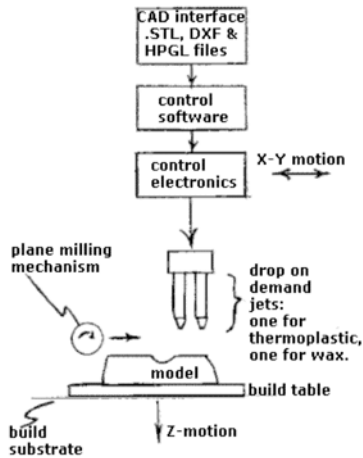 CAD interface
.STL, DXF &
HPGL files
control
software
control
electronics
X-Y motion
plane milling
mechanism
drop on
demand
jets:
one for
thermoplastic,
one for wax.
model
build table
build
substrate
Z-motion